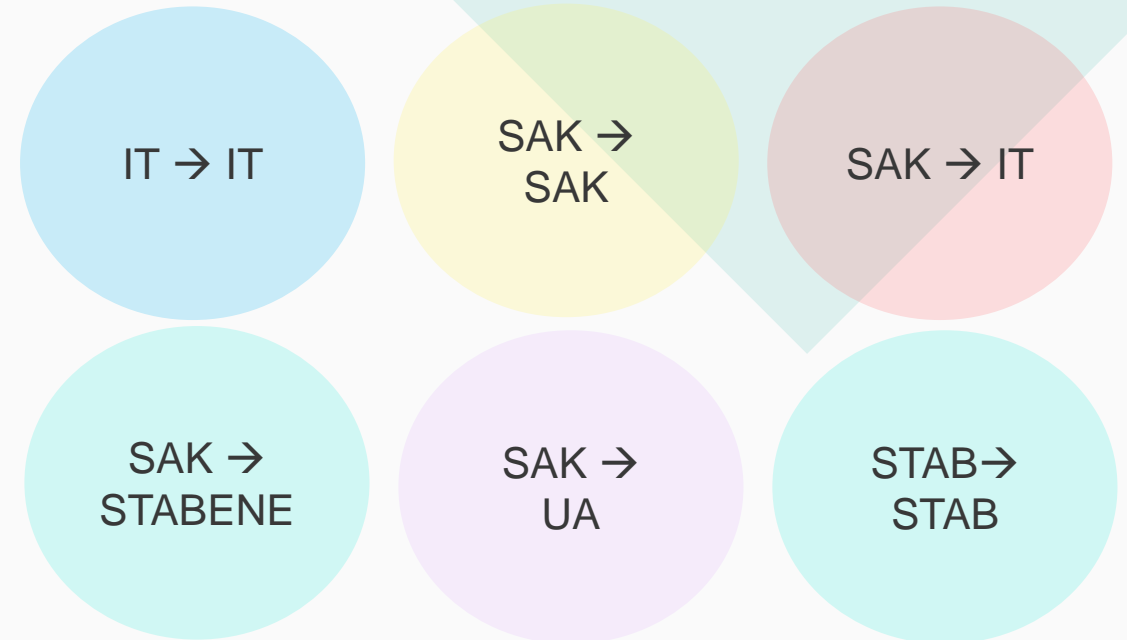 IT → IT
SAK →
SAK
SAK → IT
SAK →
STABENE
SAK →
UA
STAB→
STAB